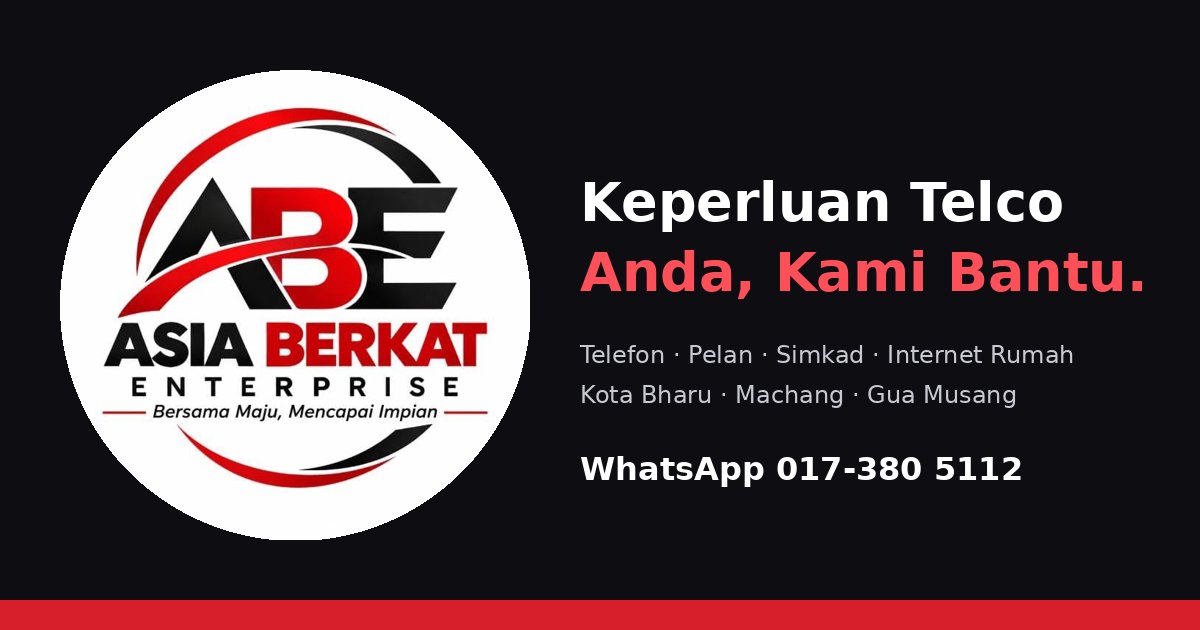 ABE
ASIA BERKAT
ENTERPRISE
Bersama Maju, Mencapai Impian
Keperluan Telco
Anda, Kami Bantu.
Telefon · Pelan · Simkad · Internet Rumah
Kota Bharu · Machang · Gua Musang
WhatsApp 017-380 5112